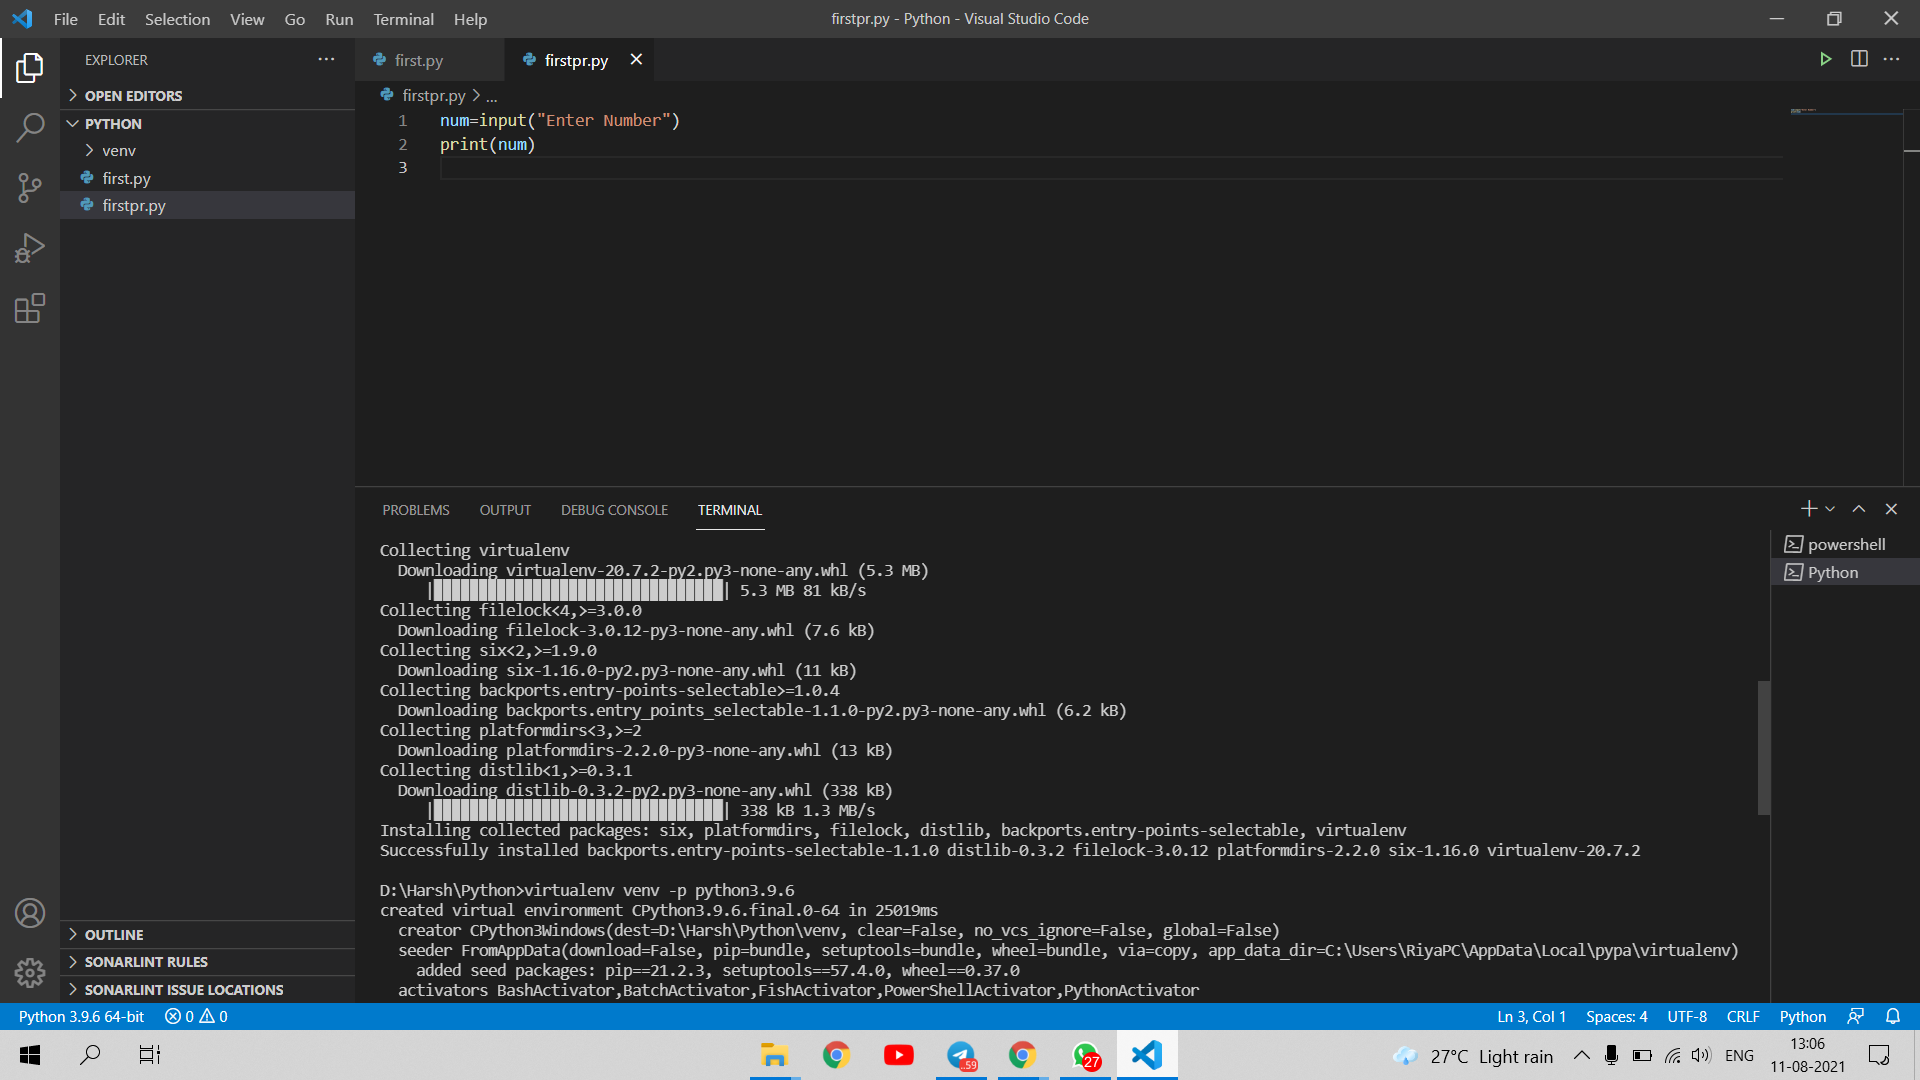 File Edit Selection View Go Run Terminal Help
firstpr.py - Python - Visual Studio Code
EXPLORER
OPEN EDITORS
PYTHON
venv
first.py
firstpr.py
first.py
firstpr.py
firstpr.py > ...
1 num=input("Enter Number")
2 print(num)
3
PROBLEMS OUTPUT DEBUG CONSOLE TERMINAL
powershell
Python
Collecting virtualenv
Downloading virtualenv-20.7.2-py2.py3-none-any.whl (5.3 MB)
5.3 MB 81 kB/s
Collecting filelock<4,>=3.0.0
Downloading filelock-3.0.12-py3-none-any.whl (7.6 kB)
Collecting six<2,>=1.9.0
Downloading six-1.16.0-py2.py3-none-any.whl (11 kB)
Collecting backports.entry-points-selectable>=1.0.4
Downloading backports.entry_points_selectable-1.1.0-py2.py3-none-any.whl (6.2 kB)
Collecting platformdirs<3,>=2
Downloading platformdirs-2.2.0-py3-none-any.whl (13 kB)
Collecting distlib<1,>=0.3.1
Downloading distlib-0.3.2-py2.py3-none-any.whl (338 kB)
338 kB 1.3 MB/s
Installing collected packages: six, platformdirs, filelock, distlib, backports.entry-points-selectable, virtualenv
Successfully installed backports.entry-points-selectable-1.1.0 distlib-0.3.2 filelock-3.0.12 platformdirs-2.2.0 six-1.16.0 virtualenv-20.7.2
D:\Harsh\Python>virtualenv venv -p python3.9.6
created virtual environment CPython3.9.6.final.0-64 in 25019ms
creator CPython3Windows(dest=D:\Harsh\Python\venv, clear=False, no_vcs_ignore=False, global=False)
seeder FromAppData(download=False, pip=bundle, setuptools=bundle, wheel=bundle, via=copy, app_data_dir=C:\Users\RiyaPC\AppData\Local\pypa\virtualenv)
added seed packages: pip==21.2.3, setuptools==57.4.0, wheel==0.37.0
activators BashActivator,BatchActivator,FishActivator,PowerShellActivator,PythonActivator
OUTLINE
SONARLINT RULES
SONARLINT ISSUE LOCATIONS
Python 3.9.6 64-bit 0 0
Ln 3, Col 1 Spaces: 4 UTF-8 CRLF Python
59
27
27°C Light rain
ENG
13:06
11-08-2021